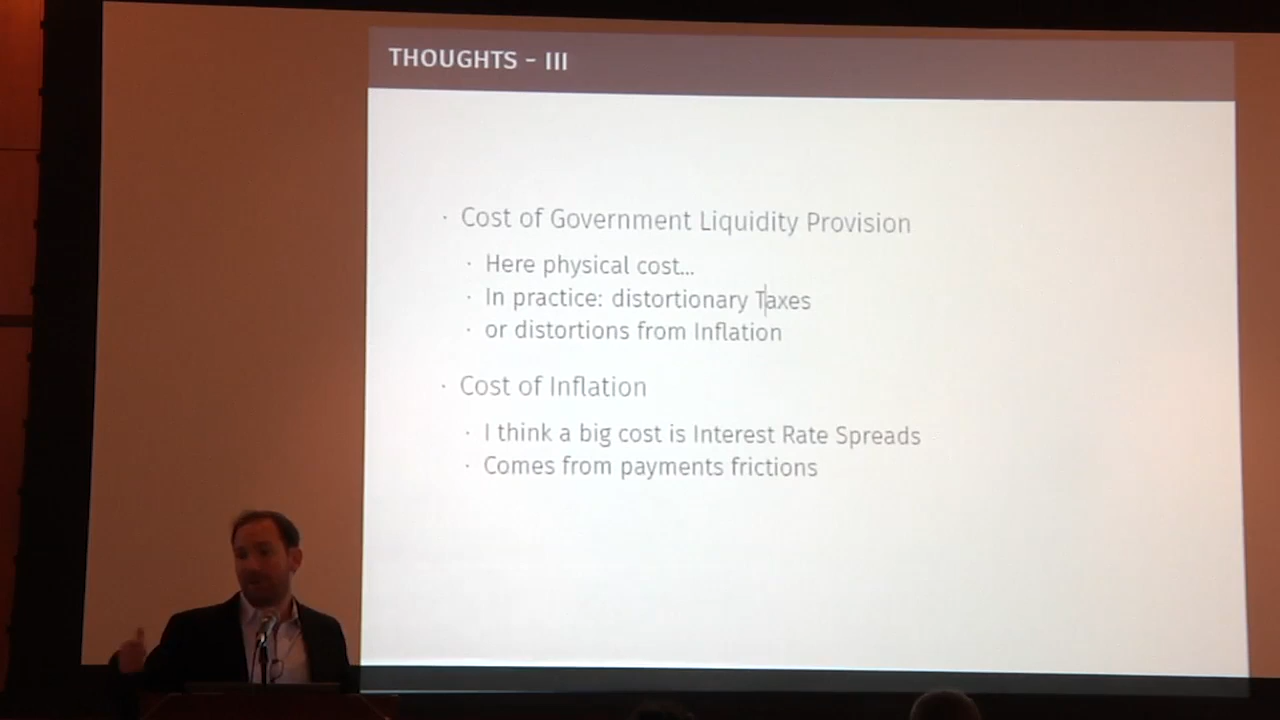 THOUGHTS – III
· Cost of Government Liquidity Provision
· Here physical cost...
· In practice: distortionary Taxes
· or distortions from Inflation
· Cost of Inflation
· I think a big cost is Interest Rate Spreads
· Comes from payments frictions